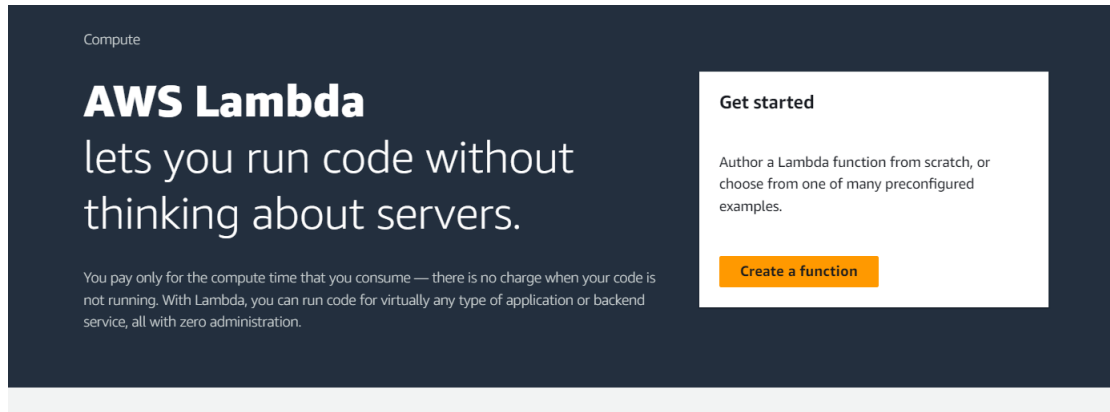 Compute
AWS Lambda
lets you run code without
thinking about servers.
You pay only for the compute time that you consume — there is no charge when your code is
not running. With Lambda, you can run code for virtually any type of application or backend
service, all with zero administration.
Get started
Author a Lambda function from scratch, or
choose from one of many preconfigured
examples.
Create a function